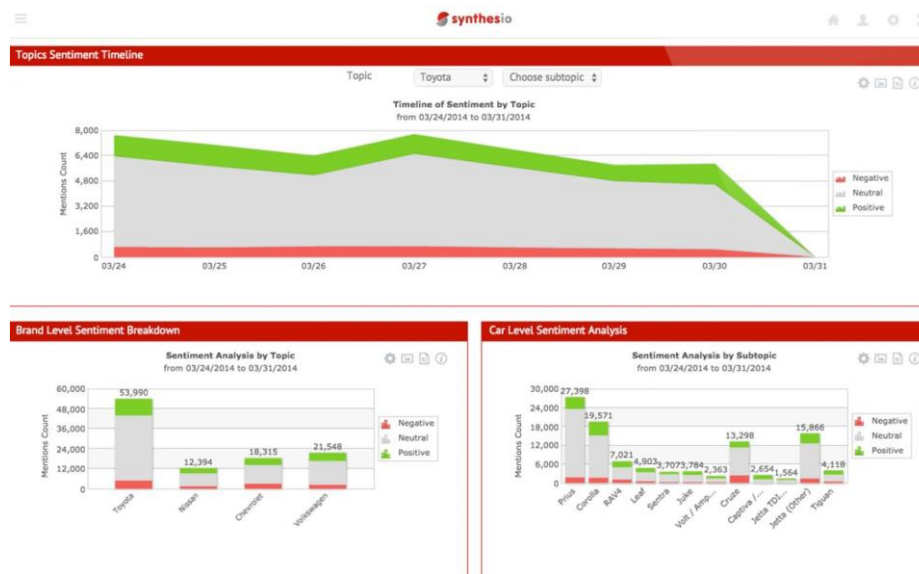 synthesio
Topics Sentiment Timeline
Topic Toyota Choose subtopic
Timeline of Sentiment by Topic
from 03/24/2014 to 03/31/2014
Mentions Count
8,000
6,400
4,800
3,200
1,600
0
03/24 03/25 03/26 03/27 03/28 03/29 03/30 03/31
Negative
Neutral
Positive
Brand Level Sentiment Breakdown
Sentiment Analysis by Topic
from 03/24/2014 to 03/31/2014
Mentions Count
60,000
48,000
36,000
24,000
12,000
0
53,990
12,394
18,315
21,548
Toyota
Nissan
Chevrolet
Volkswagen
Negative
Neutral
Positive
Car Level Sentiment Analysis
Sentiment Analysis by Subtopic
from 03/24/2014 to 03/31/2014
Mentions Count
30,000
24,000
18,000
12,000
6,000
0
27,398
19,571
7,021
4,903
3,707
3,784
2,363
13,298
2,654
1,564
15,866
4,118
Prius
Corolla
RAV4
Leaf
Sentra
Juke
Volt / Amp...
Cruze
Captiva /...
Jetta TDI...
Jetta (Other)
Tiguan
Negative
Neutral
Positive